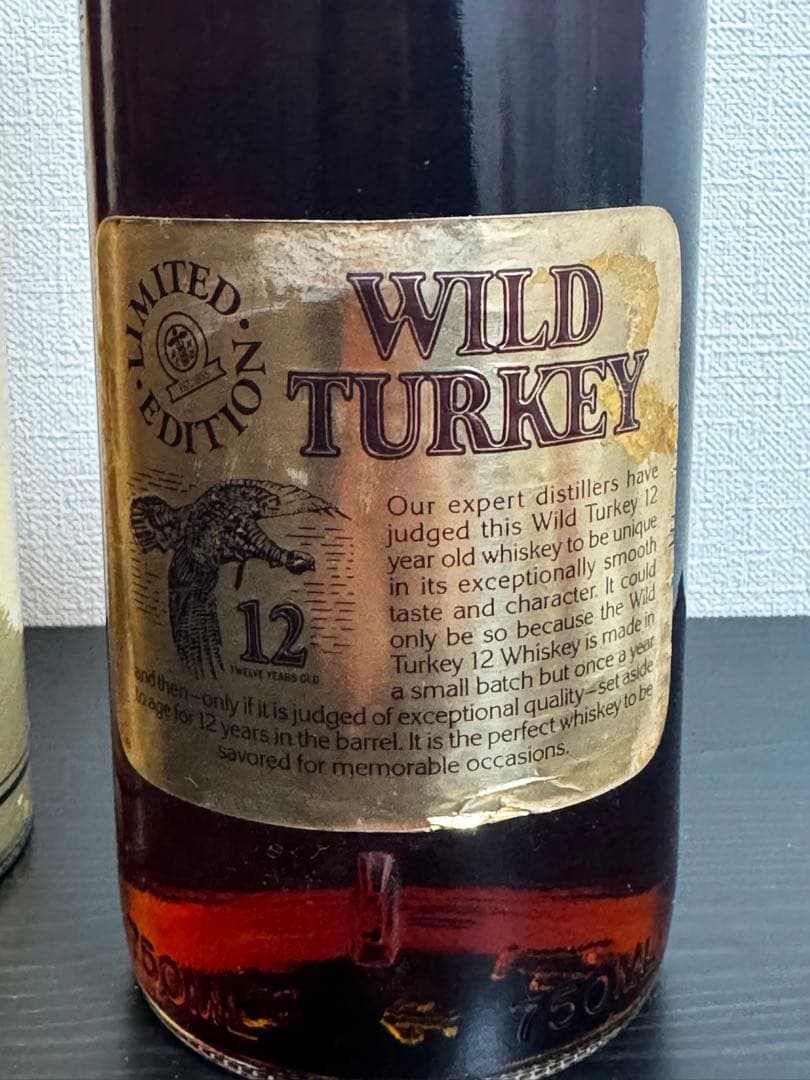 LIMITED
EDITION
WILD
TURKEY
Our expert distillers have
judged this Wild Turkey 12
year old whiskey to be unique
in its exceptionally smooth
taste and character. It could
only be so because the Wild
Turkey 12 Whiskey is made in
a small batch but once a year
and then—only if it is judged of exceptional quality—set aside
to age for 12 years in the barrel. It is the perfect whiskey to be
savored for memorable occasions.
12
TWELVE YEARS OLD
750ML
750ML